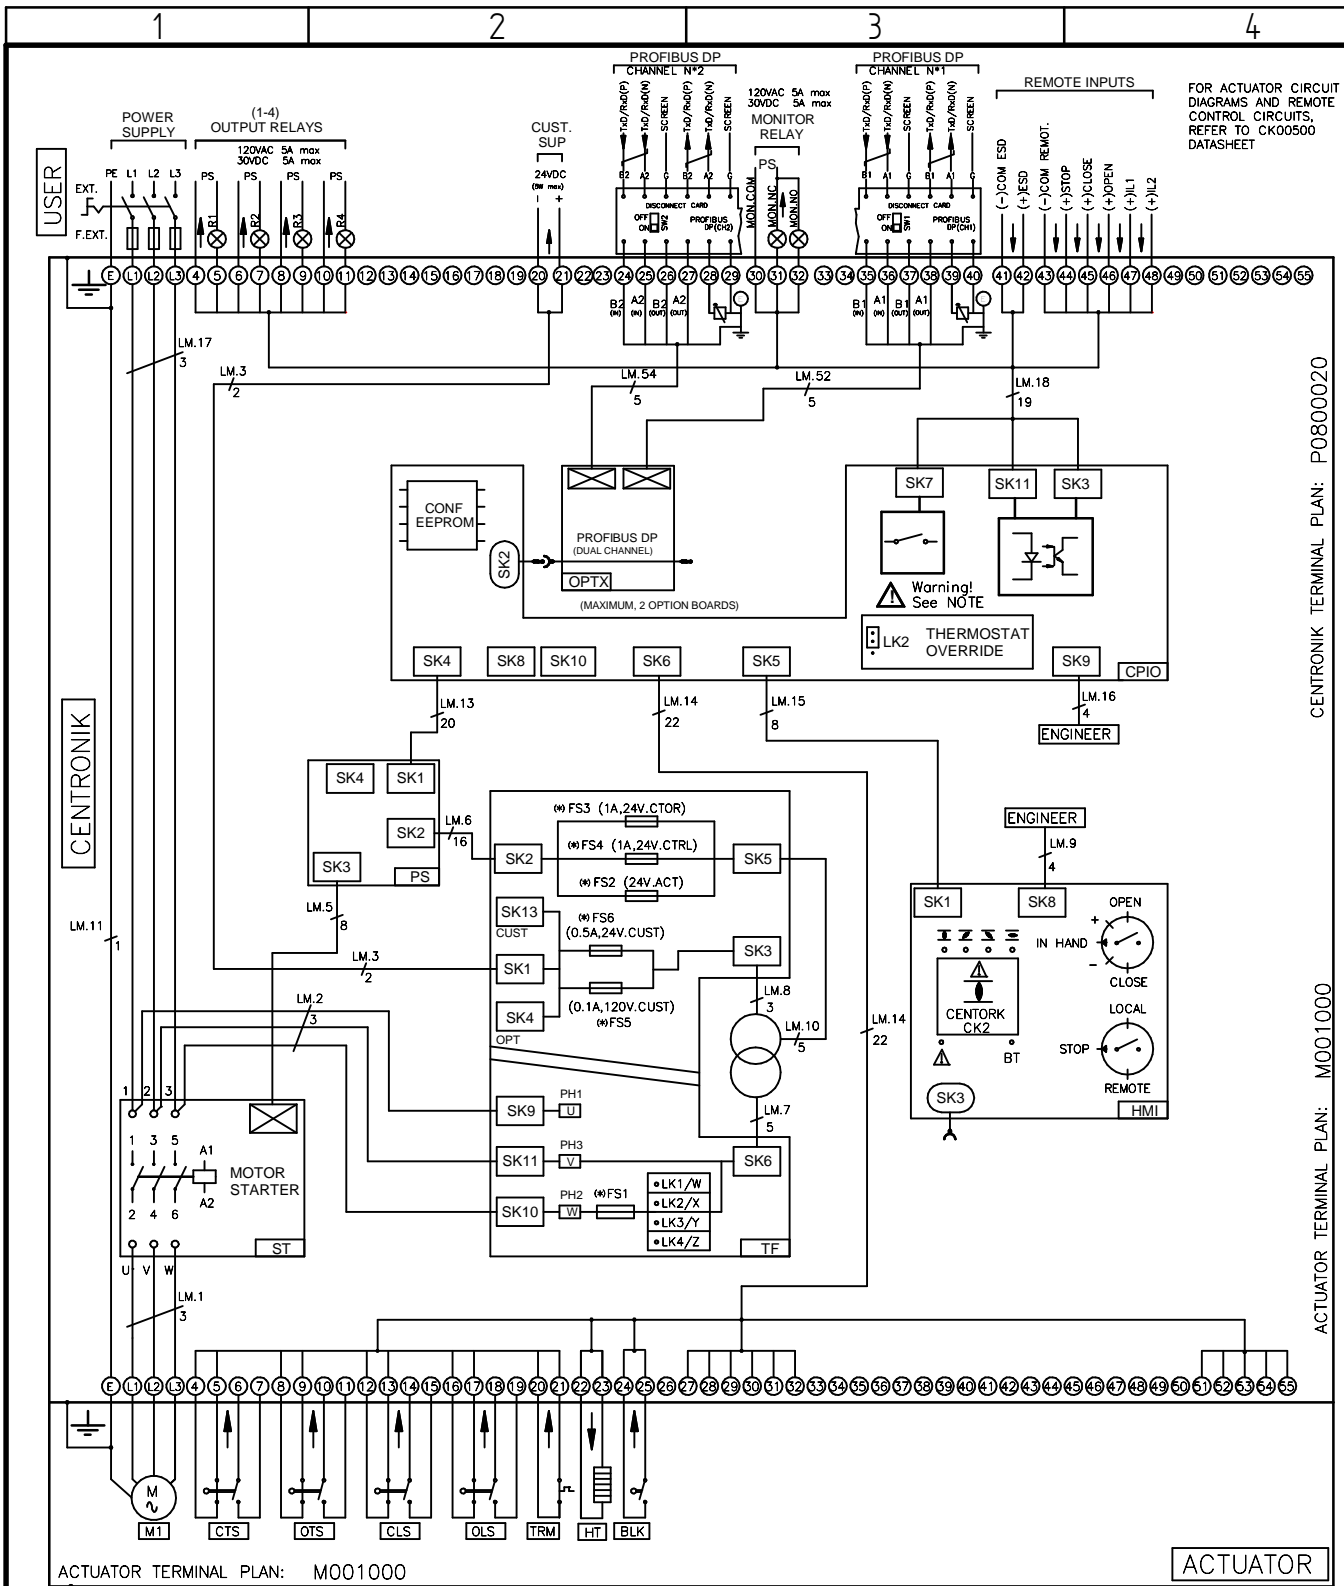 1 2 3 4
PROFIBUS DP
CHANNEL N°2
PROFIBUS DP
CHANNEL N°1
TxD/RxD(P)
TxD/RxD(N)
SCREEN
TxD/RxD(P)
TxD/RxD(N)
SCREEN
TxD/RxD(P)
TxD/RxD(N)
SCREEN
TxD/RxD(P)
TxD/RxD(N)
SCREEN
120VAC 5A max
30VDC 5A max
MONITOR
RELAY
PS
MON.COM
MON.NC
MON.NO
REMOTE INPUTS
(-)COM ESD
(+)ESD
(-)COM REMOT.
(+)STOP
(+)CLOSE
(+)OPEN
(+)IL1
(+)IL2
FOR ACTUATOR CIRCUIT
DIAGRAMS AND REMOTE
CONTROL CIRCUITS,
REFER TO CK00500
DATASHEET
USER
POWER
SUPPLY
PE L1 L2 L3
EXT.
F.EXT.
(1-4)
OUTPUT RELAYS
120VAC 5A max
30VDC 5A max
PS PS PS PS
R1 R2 R3 R4
CUST.
SUP
24VDC
(5W max)
- +
B2 A2 G B2 A2 G
DISCONNECT CARD
OFF
ON
SW2
PROFIBUS
DP(CH2)
B1 A1 G B1 A1 G
DISCONNECT CARD
OFF
ON
SW1
PROFIBUS
DP(CH1)
E L1 L2 L3 4 5 6 7 8 9 10 11 12 13 14 15 16 17 18 19 20 21 22 23 24 25 26 27 28 29 30 31 32 33 34 35 36 37 38 39 40 41 42 43 44 45 46 47 48 49 50 51 52 53 54 55
B2 (IN) A2 (IN) B2 (OUT) A2 (OUT)
B1 (IN) A1 (IN) B1 (OUT) A1 (OUT)
LM.17
3
LM.3
2
LM.54
5
LM.52
5
LM.18
19
CENTRONIK TERMINAL PLAN: P0800020
CONF
EEPROM
SK2
PROFIBUS DP
(DUAL CHANNEL)
OPTX
(MAXIMUM, 2 OPTION BOARDS)
SK7 SK11 SK3
Warning!
See NOTE
LK2
THERMOSTAT
OVERRIDE
SK4 SK8 SK10 SK6 SK5 SK9
CPIO
LM.13
20
LM.14
22
LM.15
8
LM.16
4
ENGINEER
CENTRONIK
SK4 SK1
SK2
SK3
PS
LM.6
16
LM.5
8
LM.11
1
LM.3
2
LM.2
3
(*)FS3 (1A,24V.CTOR)
(*)FS4 (1A,24V.CTRL)
(*)FS2 (24V.ACT)
SK2 SK5
SK13
CUST
(*)FS6
(0.5A,24V.CUST)
SK1 SK3
SK4
OPT
(0.1A,120V.CUST)
(*)FS5
LM.8
3
LM.10
5
LM.7
5
LM.14
22
SK9
PH1
U
SK11
PH3
V
SK6
SK10
PH2
W
(*)FS1
LK1/W
LK2/X
LK3/Y
LK4/Z
TF
ENGINEER
LM.9
4
SK1 SK8
OPEN
+
IN HAND
-
CLOSE
CENTORK
CK2
BT
LOCAL
STOP
REMOTE
SK3
HMI
ACTUATOR TERMINAL PLAN: M001000
1 2 3
1 3 5
A1
A2
2 4 6
MOTOR
STARTER
ST
U V W
LM.1
3
E L1 L2 L3 4 5 6 7 8 9 10 11 12 13 14 15 16 17 18 19 20 21 22 23 24 25 26 27 28 29 30 31 32 33 34 35 36 37 38 39 40 41 42 43 44 45 46 47 48 49 50 51 52 53 54 55
M
M1 CTS OTS CLS OLS TRM HT BLK
ACTUATOR TERMINAL PLAN: M001000
ACTUATOR